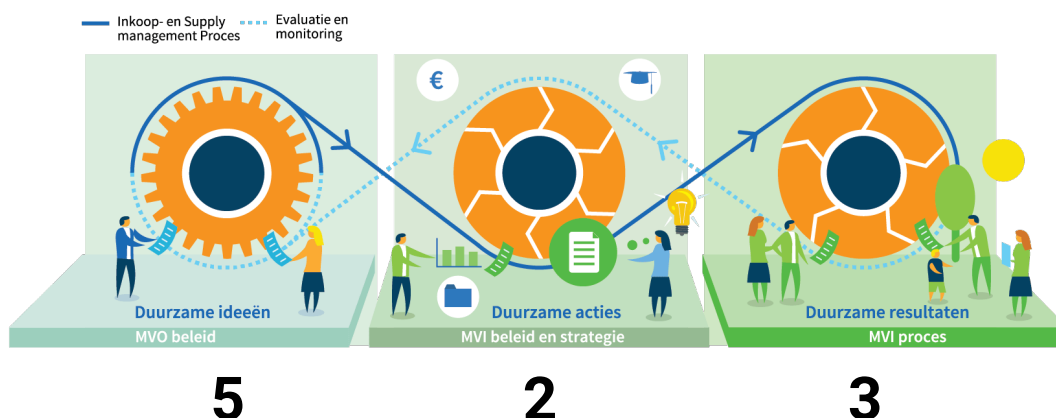 Inkoop- en Supply
management Proces
Evaluatie en
monitoring
€
Duurzame ideeën
MVO beleid
Duurzame acties
MVI beleid en strategie
Duurzame resultaten
MVI proces
5
2
3